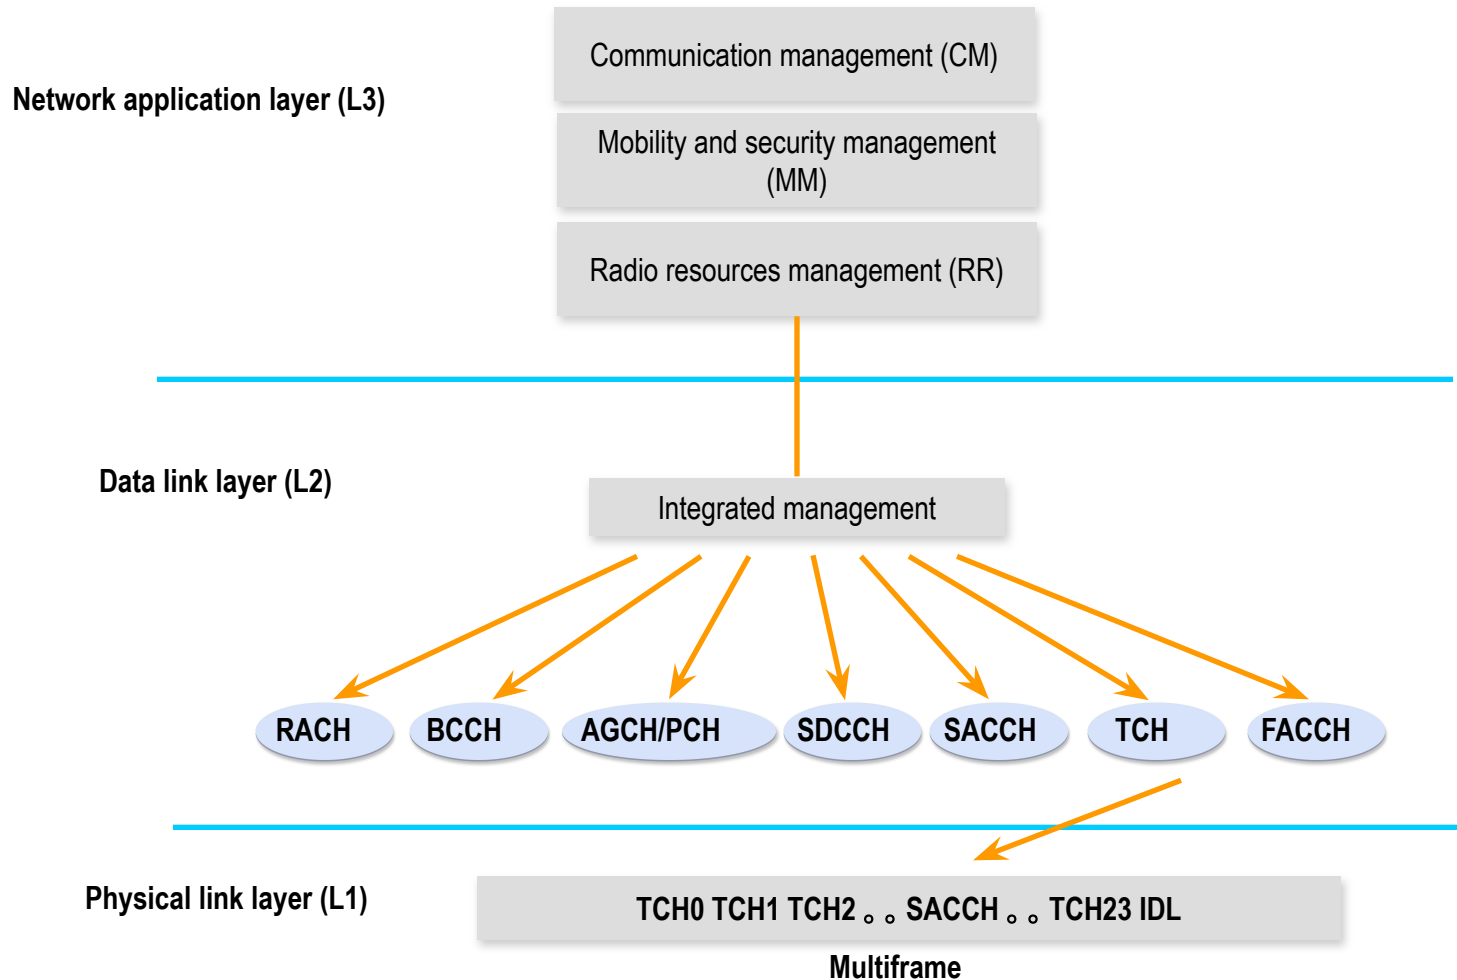 Communication management (CM)
Network application layer (L3)
Mobility and security management
(MM)
Radio resources management (RR)
Data link layer (L2)
Integrated management
RACH
BCCH
AGCH/PCH
SDCCH
SACCH
TCH
FACCH
Physical link layer (L1)
TCH0 TCH1 TCH2 。。SACCH 。。TCH23 IDL
Multiframe